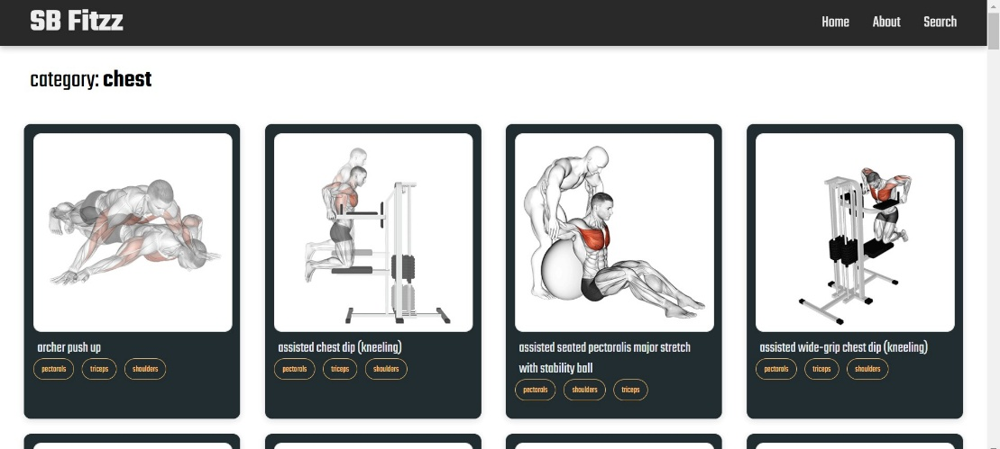 SB Fitzz
Home About Search
category: chest
archer push up
pectorals triceps shoulders
assisted chest dip (kneeling)
pectorals triceps shoulders
assisted seated pectoralis major stretch
with stability ball
pectorals shoulders triceps
assisted wide-grip chest dip (kneeling)
pectorals triceps shoulders